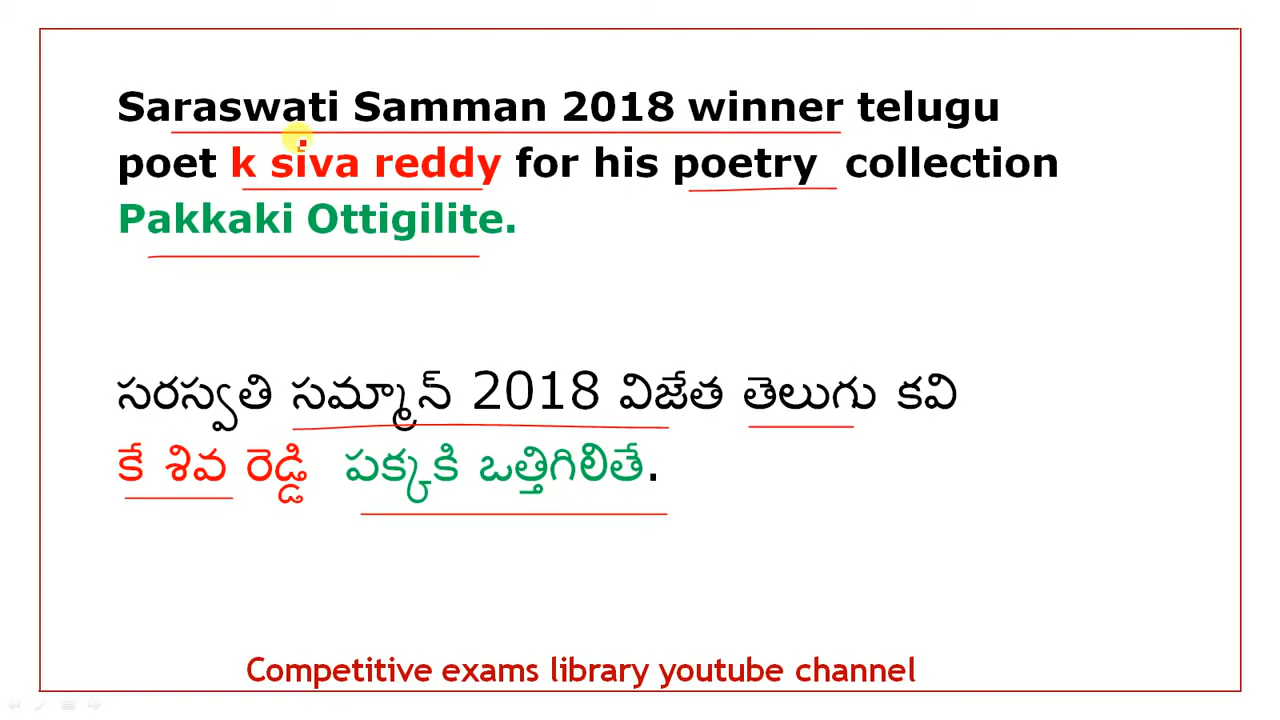 Saraswati Samman 2018 winner telugu
poet k siva reddy for his poetry collection
Pakkaki Ottigilite.
సరస్వతి సమ్మాన్ 2018 విజేత తెలుగు కవి
కే శివ రెడ్డి పక్కకి ఒత్తిగిలితే.
Competitive exams library youtube channel